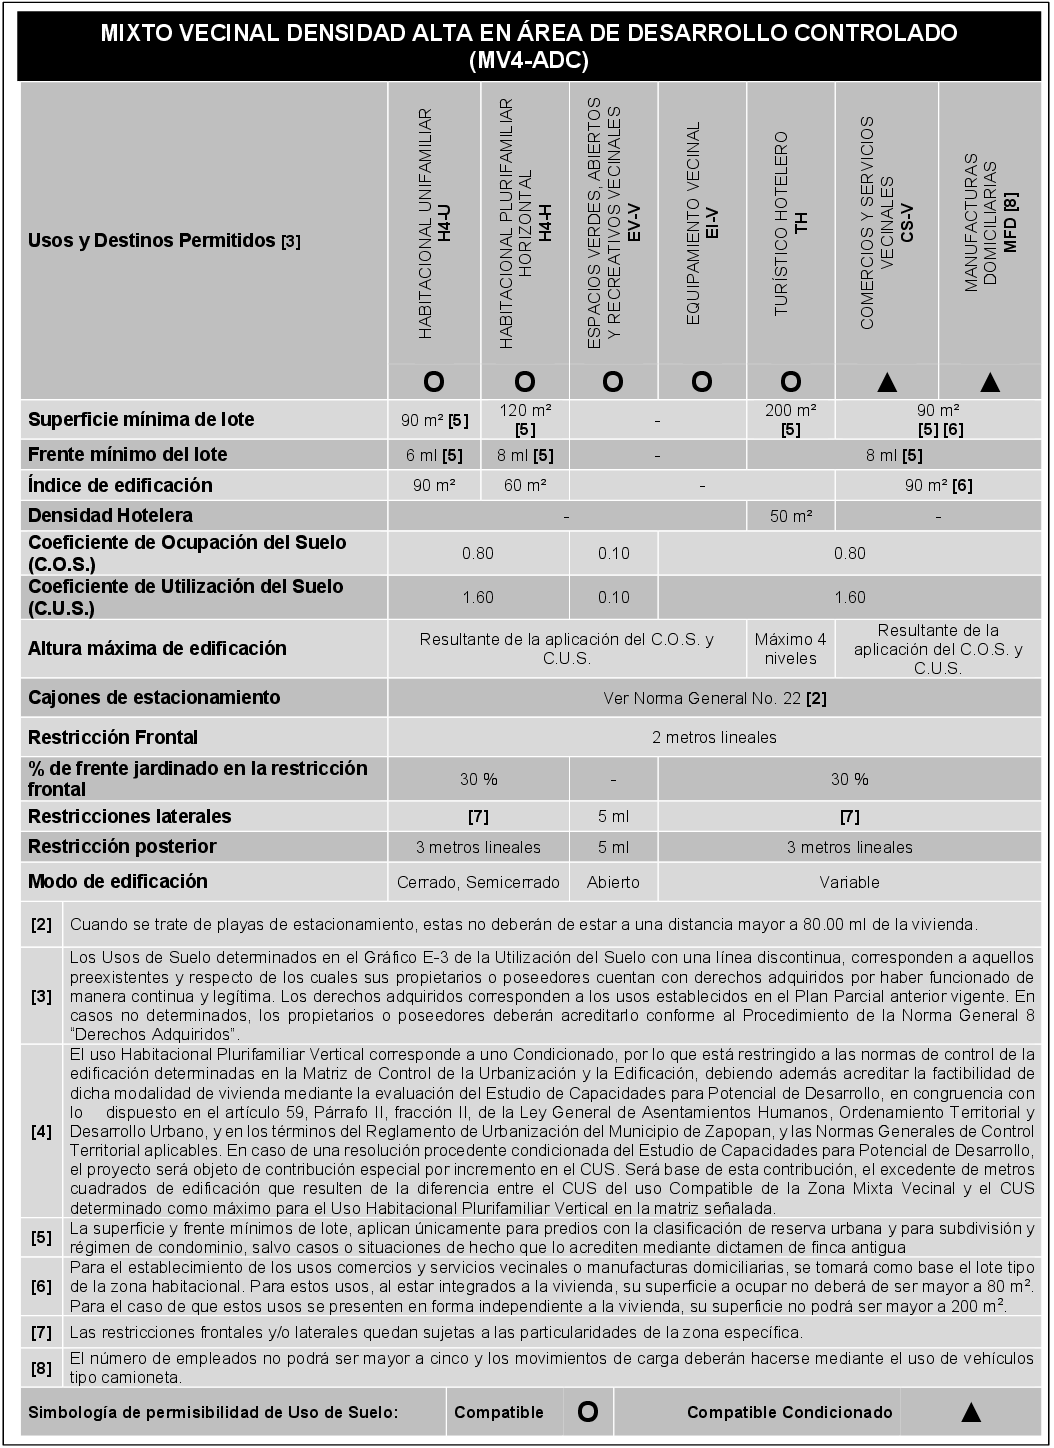 MIXTO VECINAL DENSIDAD ALTA EN ÁREA DE DESARROLLO CONTROLADO
(MV4-ADC)
Usos y Destinos Permitidos [3]
HABITACIONAL UNIFAMILIAR
H4-U
HABITACIONAL PLURIFAMILIAR
HORIZONTAL
H4-H
ESPACIOS VERDES, ABIERTOS
Y RECREATIVOS VECINALES
EV-V
EQUIPAMIENTO VECINAL
EI-V
TURÍSTICO HOTELERO
TH
COMERCIOS Y SERVICIOS
VECINALES
CS-V
MANUFACTURAS
DOMICILIARIAS
MFD [8]
O O O O O ▲ ▲
Superficie mínima de lote
90 m² [5]
120 m²
[5]
-
200 m²
[5]
90 m²
[5] [6]
Frente mínimo del lote
6 ml [5]
8 ml [5]
-
8 ml [5]
Índice de edificación
90 m²
60 m²
-
90 m² [6]
Densidad Hotelera
-
50 m²
-
Coeficiente de Ocupación del Suelo
(C.O.S.)
0.80
0.10
0.80
Coeficiente de Utilización del Suelo
(C.U.S.)
1.60
0.10
1.60
Altura máxima de edificación
Resultante de la aplicación del C.O.S. y
C.U.S.
Máximo 4
niveles
Resultante de la
aplicación del C.O.S. y
C.U.S.
Cajones de estacionamiento
Ver Norma General No. 22 [2]
Restricción Frontal
2 metros lineales
% de frente jardinado en la restricción
frontal
30 %
-
30 %
Restricciones laterales
[7]
5 ml
[7]
Restricción posterior
3 metros lineales
5 ml
3 metros lineales
Modo de edificación
Cerrado, Semicerrado
Abierto
Variable
[2] Cuando se trate de playas de estacionamiento, estas no deberán de estar a una distancia mayor a 80.00 ml de la vivienda.
[3] Los Usos de Suelo determinados en el Gráfico E-3 de la Utilización del Suelo con una línea discontinua, corresponden a aquellos
preexistentes y respecto de los cuales sus propietarios o poseedores cuentan con derechos adquiridos por haber funcionado de
manera continua y legítima. Los derechos adquiridos corresponden a los usos establecidos en el Plan Parcial anterior vigente. En
casos no determinados, los propietarios o poseedores deberán acreditarlo conforme al Procedimiento de la Norma General 8
"Derechos Adquiridos".
[4] El uso Habitacional Plurifamiliar Vertical corresponde a uno Condicionado, por lo que está restringido a las normas de control de la
edificación determinadas en la Matriz de Control de la Urbanización y la Edificación, debiendo además acreditar la factibilidad de
dicha modalidad de vivienda mediante la evaluación del Estudio de Capacidades para Potencial de Desarrollo, en congruencia con
lo dispuesto en el artículo 59, Párrafo II, fracción II, de la Ley General de Asentamientos Humanos, Ordenamiento Territorial y
Desarrollo Urbano, y en los términos del Reglamento de Urbanización del Municipio de Zapopan, y las Normas Generales de Control
Territorial aplicables. En caso de una resolución procedente condicionada del Estudio de Capacidades para Potencial de Desarrollo,
el proyecto será objeto de contribución especial por incremento en el CUS. Será base de esta contribución, el excedente de metros
cuadrados de edificación que resulten de la diferencia entre el CUS del uso Compatible de la Zona Mixta Vecinal y el CUS
determinado como máximo para el Uso Habitacional Plurifamiliar Vertical en la matriz señalada.
[5] La superficie y frente mínimos de lote, aplican únicamente para predios con la clasificación de reserva urbana y para subdivisión y
régimen de condominio, salvo casos o situaciones de hecho que lo acrediten mediante dictamen de finca antigua
[6] Para el establecimiento de los usos comercios y servicios vecinales o manufacturas domiciliarias, se tomará como base el lote tipo
de la zona habitacional. Para estos usos, al estar integrados a la vivienda, su superficie a ocupar no deberá de ser mayor a 80 m².
Para el caso de que estos usos se presenten en forma independiente a la vivienda, su superficie no podrá ser mayor a 200 m².
[7] Las restricciones frontales y/o laterales quedan sujetas a las particularidades de la zona específica.
[8] El número de empleados no podrá ser mayor a cinco y los movimientos de carga deberán hacerse mediante el uso de vehículos
tipo camioneta.
Simbología de permisibilidad de Uso de Suelo: Compatible O Compatible Condicionado ▲